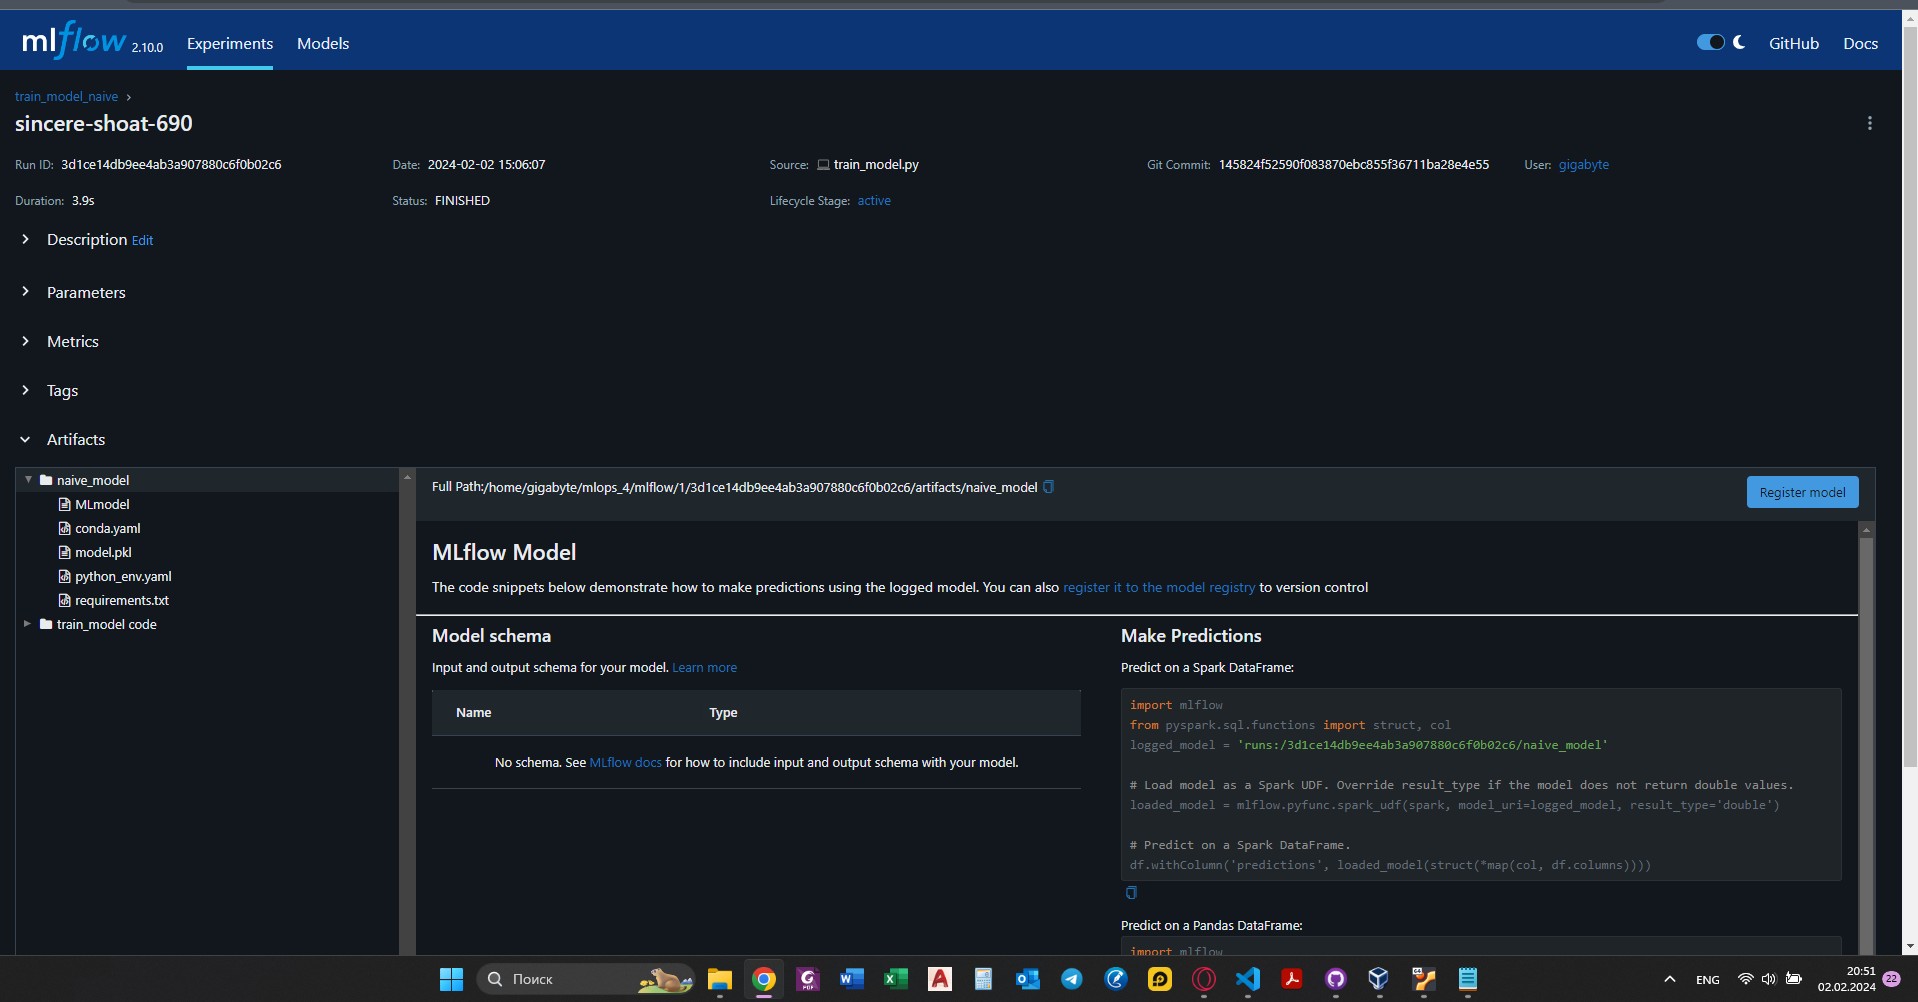 mlflow 2.10.0 Experiments Models GitHub Docs
train_model_naive
sincere-shoat-690
Run ID: 3d1ce14db9ee4ab3a907880c6f0b02c6 Date: 2024-02-02 15:06:07 Source: train_model.py Git Commit: 145824f52590f083870ebc855f36711ba28e4e55 User: gigabyte
Duration: 3.9s Status: FINISHED Lifecycle Stage: active
Description Edit
Parameters
Metrics
Tags
Artifacts
naive_model
MLmodel
conda.yaml
model.pkl
python_env.yaml
requirements.txt
train_model code
Full Path:/home/gigabyte/mlops_4/mlflow/1/3d1ce14db9ee4ab3a907880c6f0b02c6/artifacts/naive_model
Register model
MLflow Model
The code snippets below demonstrate how to make predictions using the logged model. You can also register it to the model registry to version control
Model schema
Input and output schema for your model. Learn more
Name Type
No schema. See MLflow docs for how to include input and output schema with your model.
Make Predictions
Predict on a Spark DataFrame:
import mlflow
from pyspark.sql.functions import struct, col
logged_model = 'runs:/3d1ce14db9ee4ab3a907880c6f0b02c6/naive_model'
# Load model as a Spark UDF. Override result_type if the model does not return double values.
loaded_model = mlflow.pyfunc.spark_udf(spark, model_uri=logged_model, result_type='double')
# Predict on a Spark DataFrame.
df.withColumn('predictions', loaded_model(struct(*map(col, df.columns))))
Predict on a Pandas DataFrame:
import mlflow
Поиск
ENG
20:51
02.02.2024
22